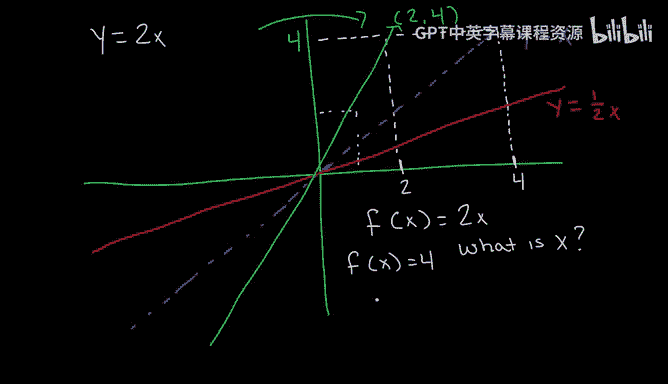 y = 2x
(2,4)
4
GPT中英字幕课程资源
bilibili
y = 1/2 x
2
4
f(x) = 2x
f(x) = 4 what is x?